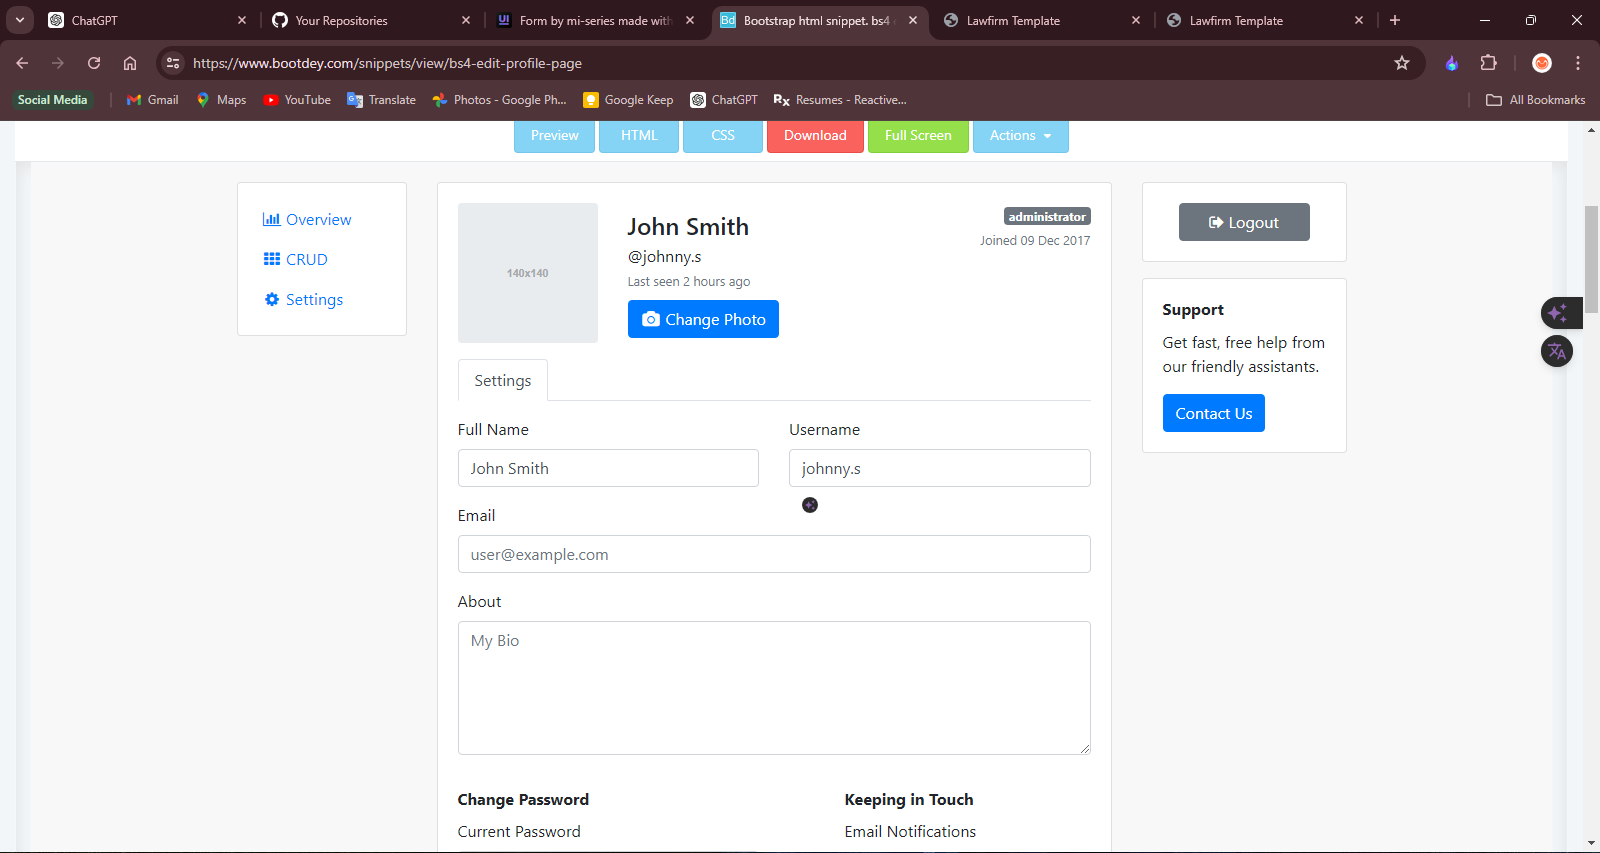 ChatGPT
Your Repositories
Form by mi-series made with
Bootstrap html snippet. bs4
Lawfirm Template
Lawfirm Template
https://www.bootdey.com/snippets/view/bs4-edit-profile-page
Social Media
Gmail
Maps
YouTube
Translate
Photos - Google Ph...
Google Keep
ChatGPT
Rx Resumes - Reactive...
All Bookmarks
Preview
HTML
CSS
Download
Full Screen
Actions
Overview
CRUD
Settings
140x140
John Smith
@johnny.s
Last seen 2 hours ago
Change Photo
administrator
Joined 09 Dec 2017
Logout
Support
Get fast, free help from
our friendly assistants.
Contact Us
Settings
Full Name
Username
John Smith
johnny.s
Email
user@example.com
About
My Bio
Change Password
Keeping in Touch
Current Password
Email Notifications